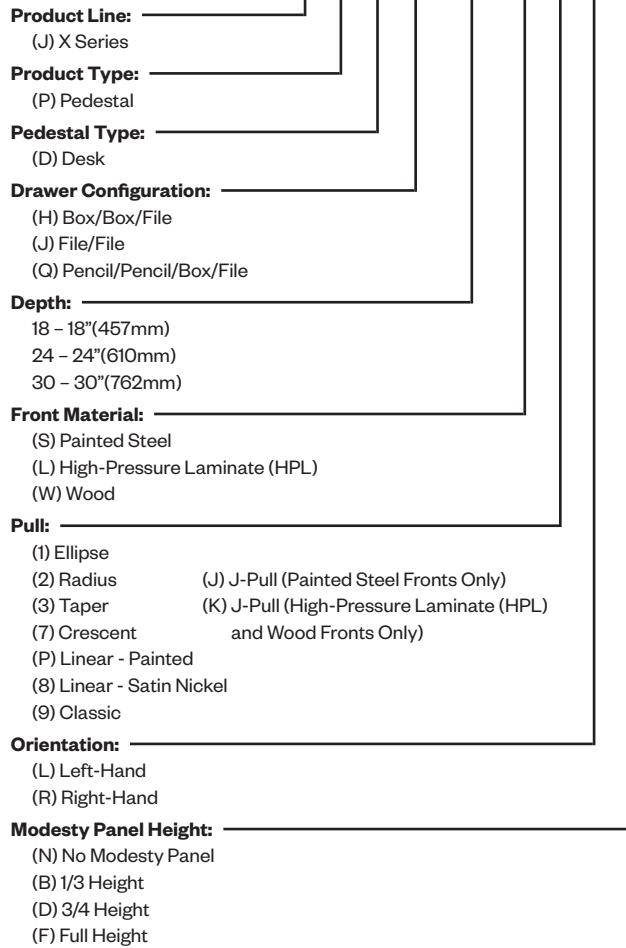 Product Line:
(J) X Series
Product Type:
(P) Pedestal
Pedestal Type:
(D) Desk
Drawer Configuration:
(H) Box/Box/File
(J) File/File
(Q) Pencil/Pencil/Box/File
Depth:
18 – 18”(457mm)
24 – 24”(610mm)
30 – 30”(762mm)
Front Material:
(S) Painted Steel
(L) High-Pressure Laminate (HPL)
(W) Wood
Pull:
(1) Ellipse
(2) Radius (J) J-Pull (Painted Steel Fronts Only)
(3) Taper (K) J-Pull (High-Pressure Laminate (HPL)
(7) Crescent and Wood Fronts Only)
(P) Linear - Painted
(8) Linear - Satin Nickel
(9) Classic
Orientation:
(L) Left-Hand
(R) Right-Hand
Modesty Panel Height:
(N) No Modesty Panel
(B) 1/3 Height
(D) 3/4 Height
(F) Full Height